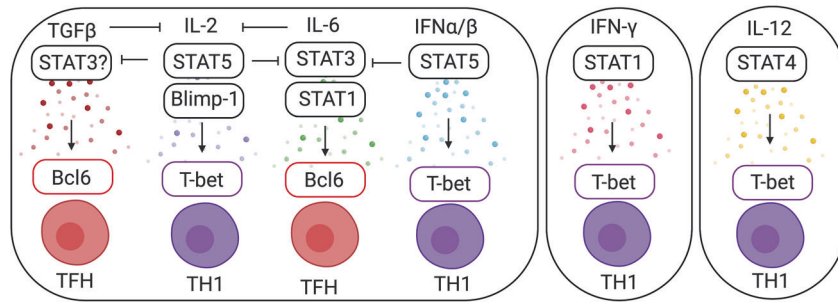 TGFβ IL-2 IL-6 IFNα/β IFN-γ IL-12
STAT3? STAT5 STAT3 STAT5 STAT1 STAT4
Blimp-1 STAT1
Bcl6 T-bet Bcl6 T-bet T-bet T-bet
TFH TH1 TFH TH1 TH1 TH1